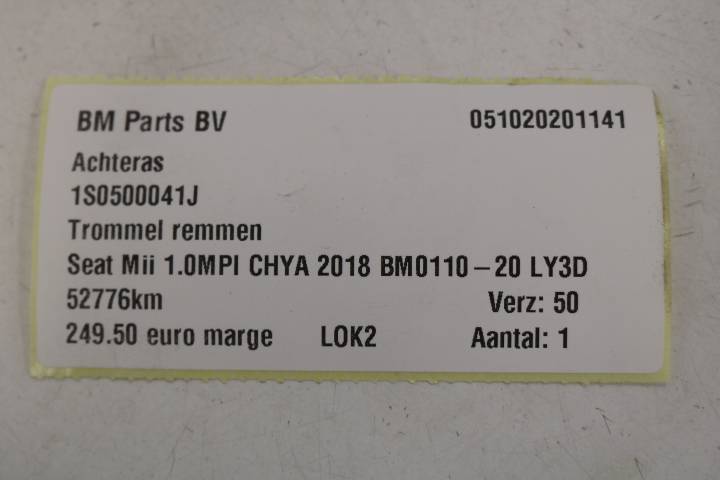 BM Parts BV 051020201141
Achteras
1S0500041J
Trommel remmen
Seat Mii 1.0MPI CHYA 2018 BM0110-20 LY3D
52776km Verz: 50
249.50 euro marge LOK2 Aantal: 1